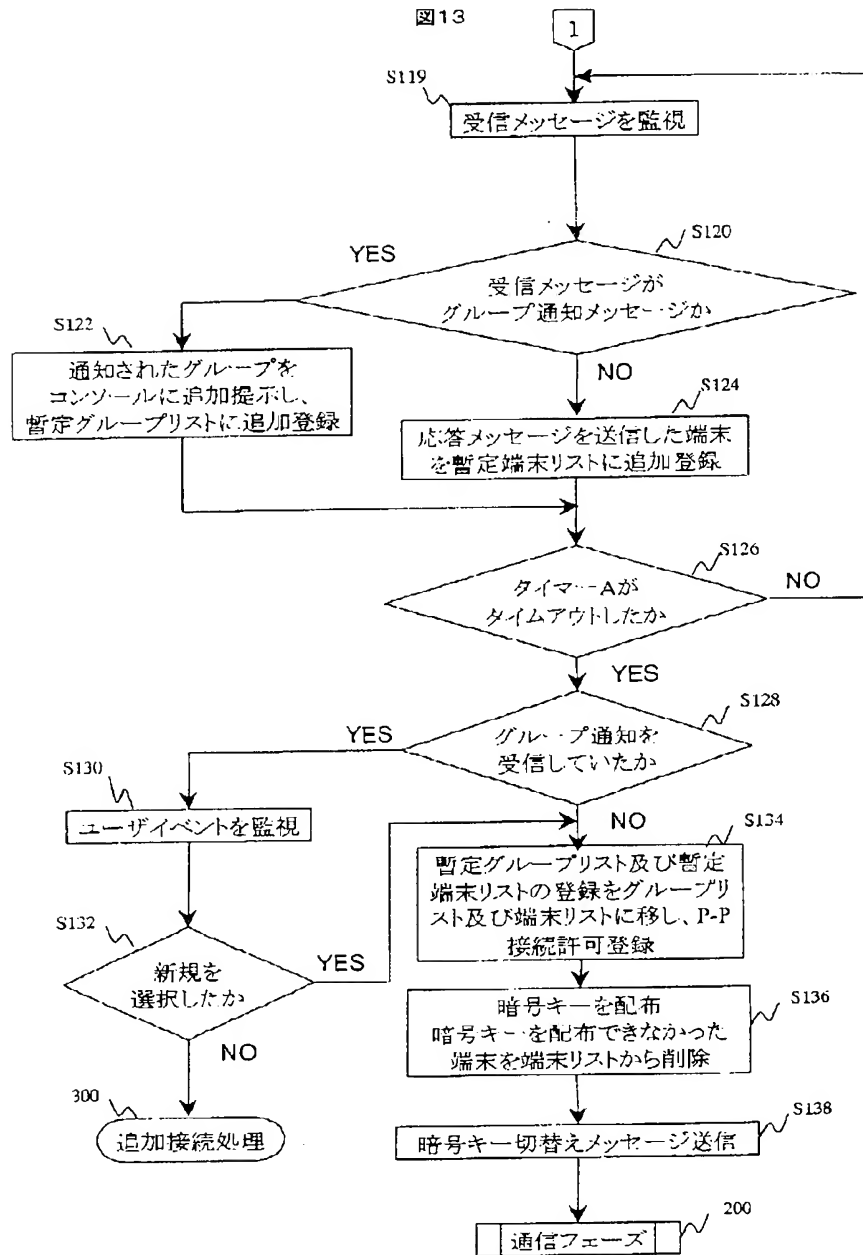 図13
1
S119
受信メッセージを監視
S120
YES
受信メッセージが
グループ通知メッセージか
S122
通知されたグループを
コンソールに追加提示し、
暫定グループリストに追加登録
NO
S124
応答メッセージを送信した端末
を暫定端末リストに追加登録
S126
タイマーAが
タイムアウトしたか
NO
YES
S128
YES
グループ通知を
受信していたか
S130
ユーザイベントを監視
NO
S134
暫定グループリスト及び暫定
端末リストの登録をグループリ
スト及び端末リストに移し、P-P
接続許可登録
S132
新規を
選択したか
YES
S136
暗号キーを配布
暗号キーを配布できなかった
端末を端末リストから削除
NO
300
追加接続処理
S138
暗号キー切替えメッセージ送信
200
通信フェーズ